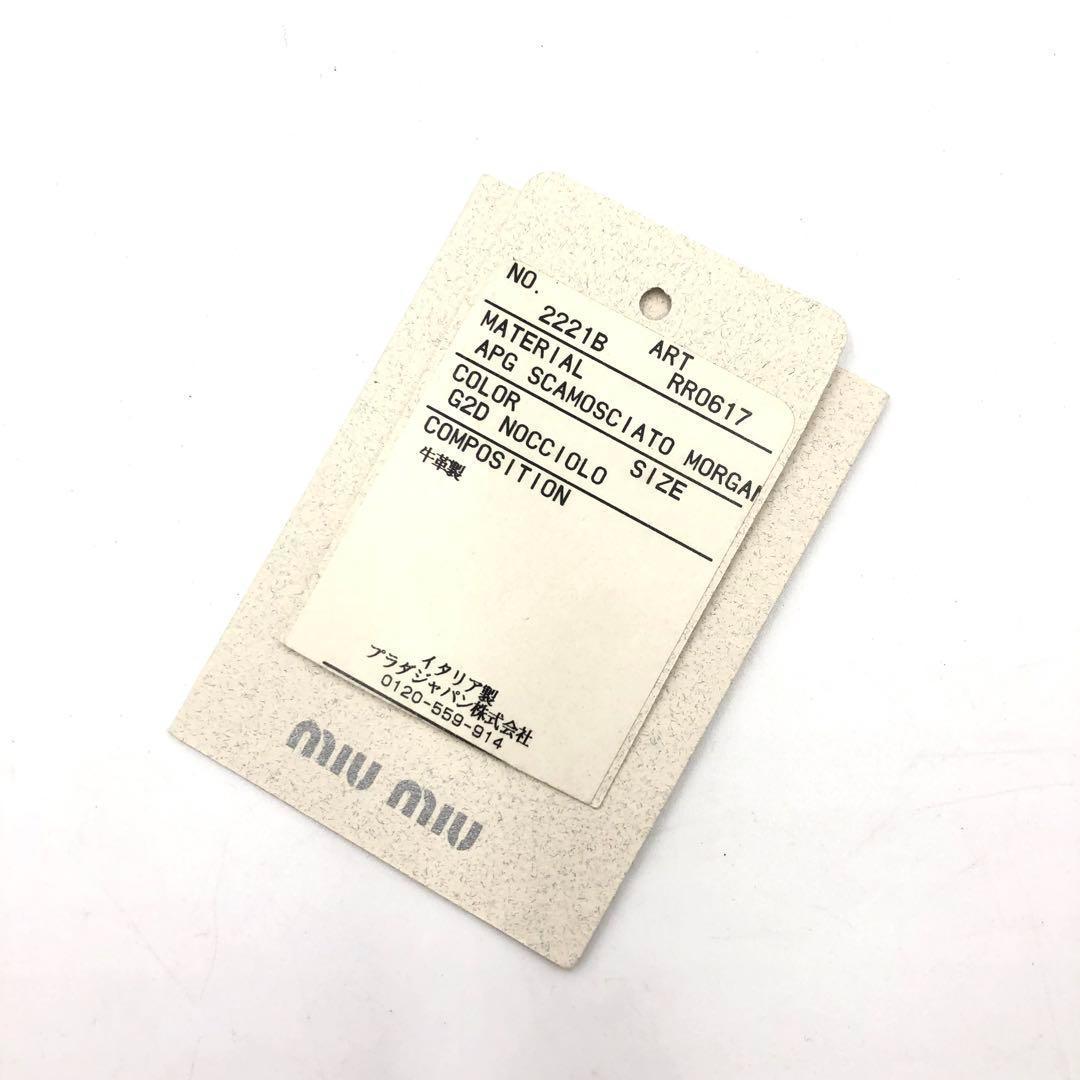 NO. ART
2221B RR0617
MATERIAL
APG SCAMOSCIATO MORGAN
COLOR SIZE
G2D NOCCIOLO
COMPOSITION
牛革製
イタリア製
プラダジャパン株式会社
0120-559-914
MIU MIU